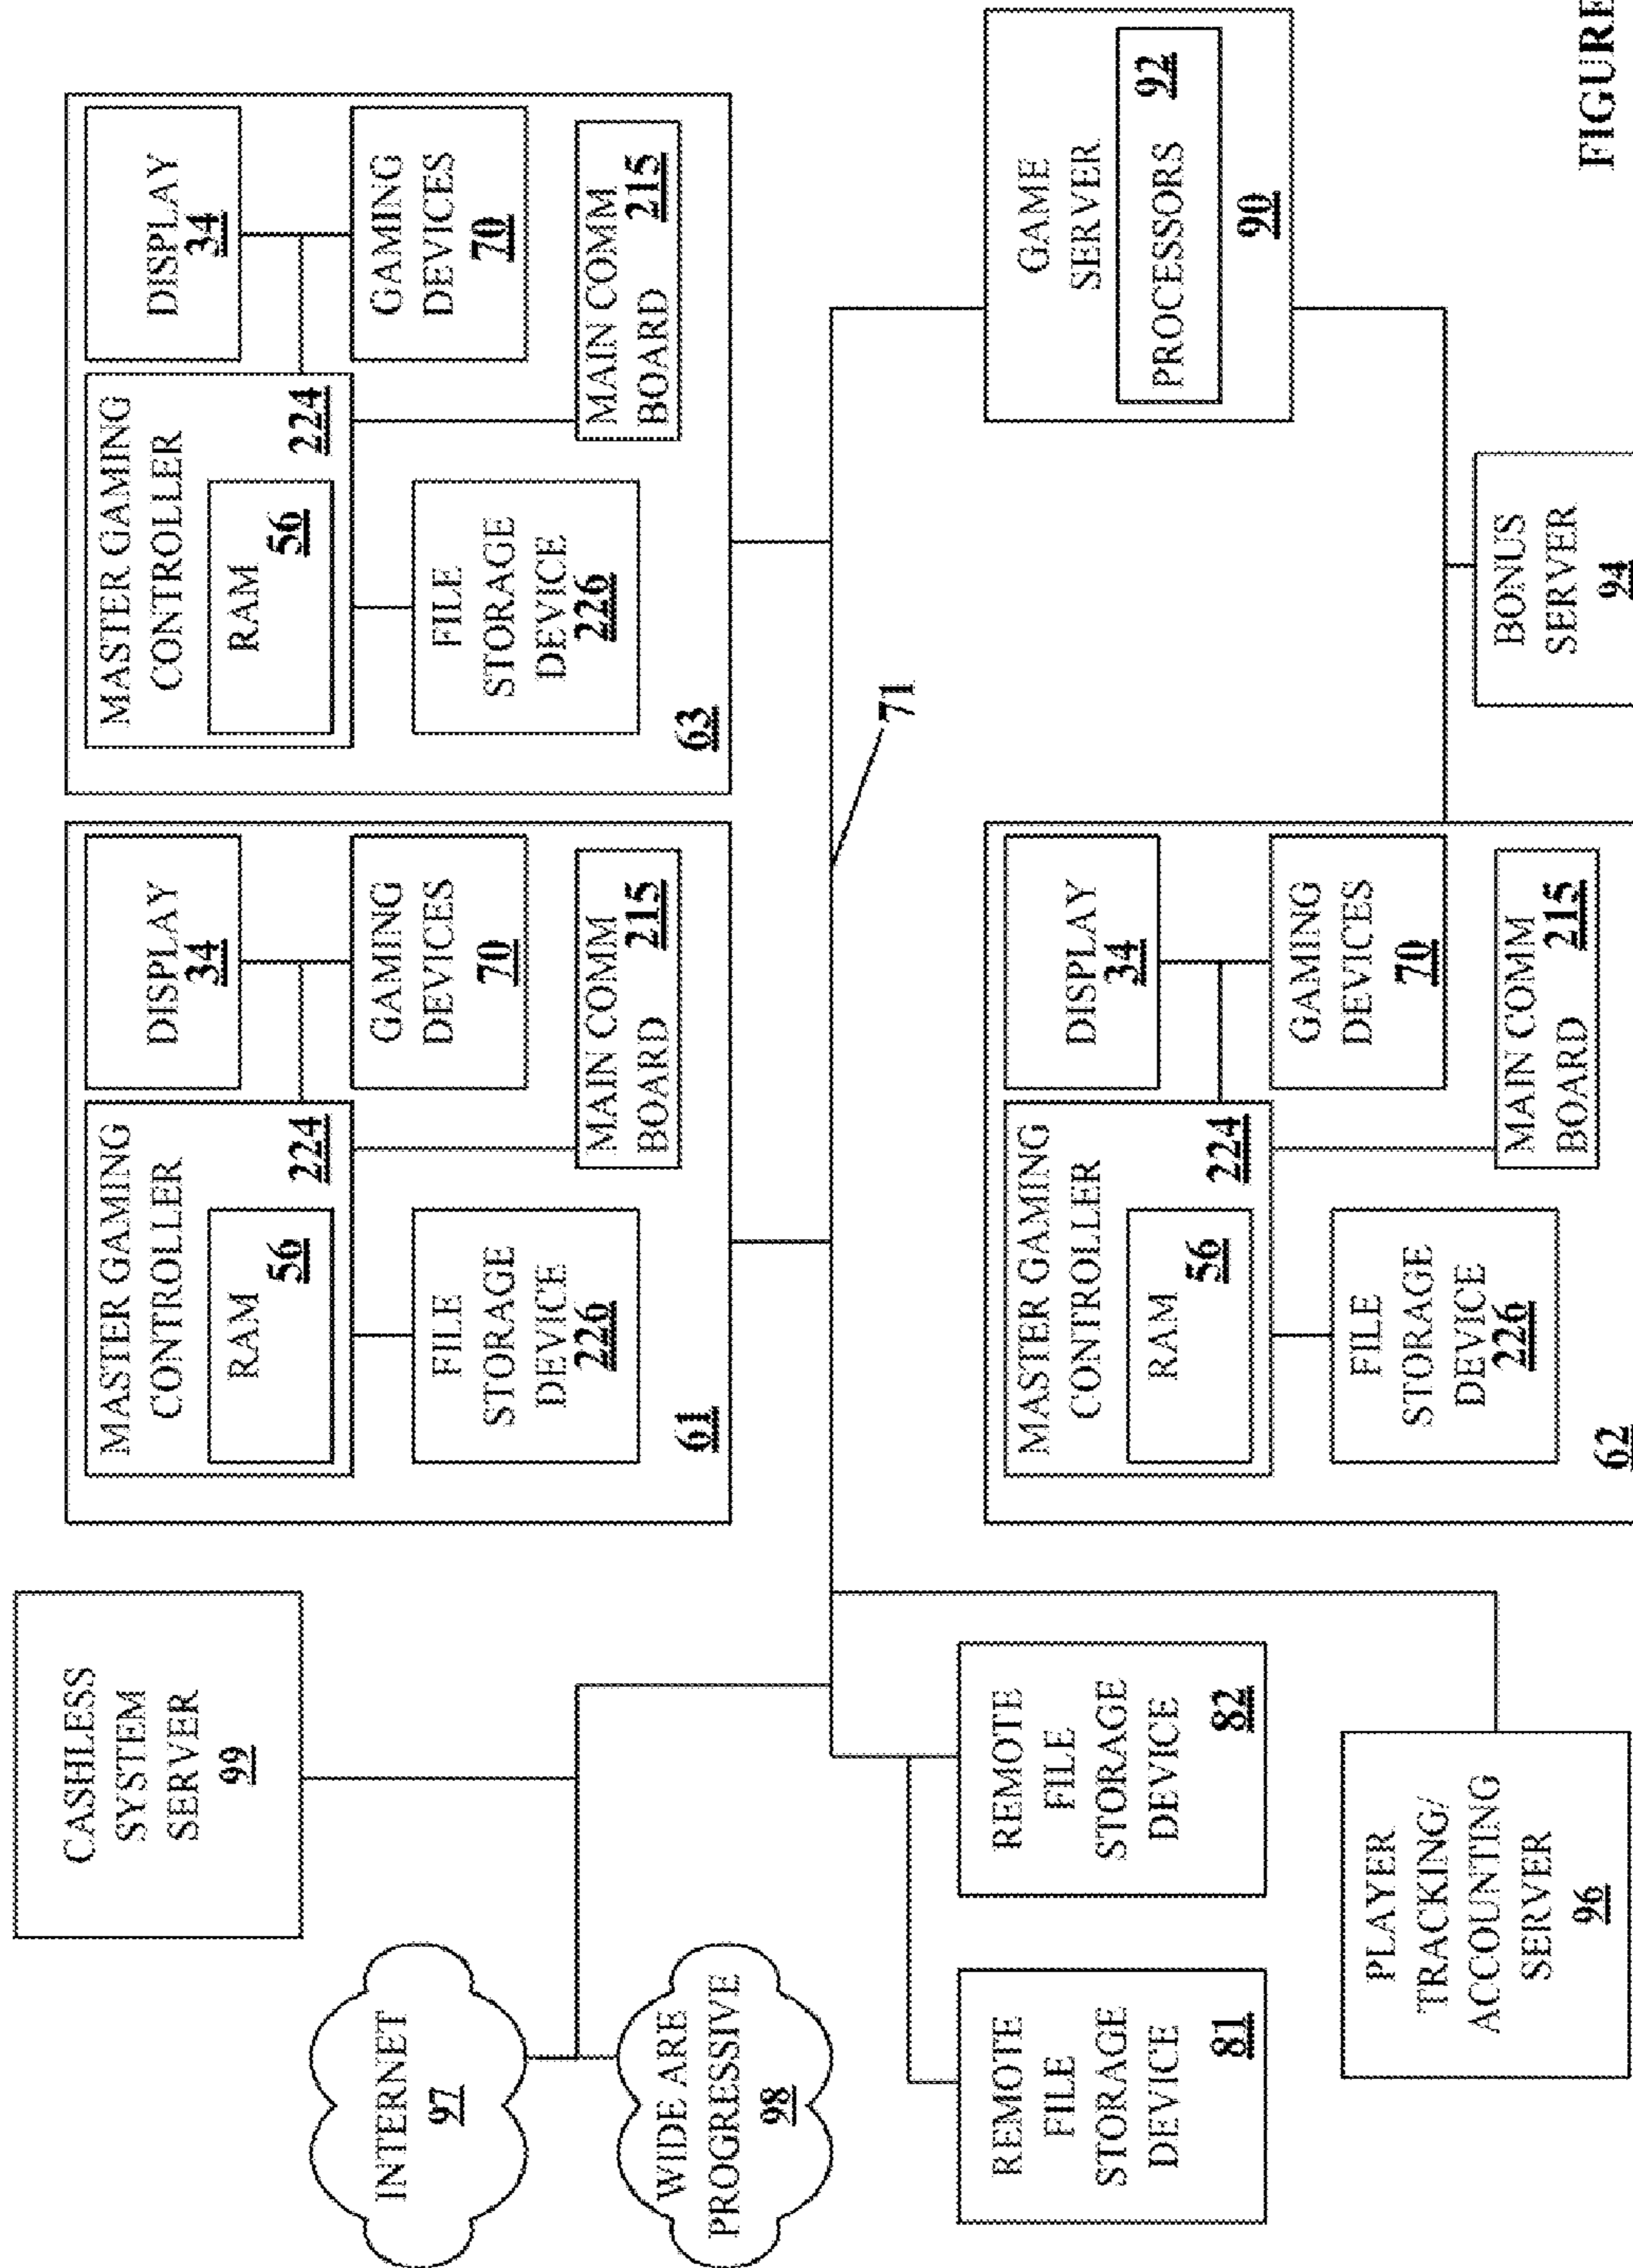 CASHLESS
SYSTEM
SERVER
99
INTERNET
97
WIDE ARE
PROGRESSIVE
98
MASTER GAMING
CONTROLLER
224
RAM
56
DISPLAY
34
GAMING
DEVICES
70
FILE
STORAGE
DEVICE
226
MAIN COMM
BOARD
215
61
MASTER GAMING
CONTROLLER
224
RAM
56
DISPLAY
34
GAMING
DEVICES
70
FILE
STORAGE
DEVICE
226
MAIN COMM
BOARD
215
63
71
REMOTE
FILE
STORAGE
DEVICE
81
REMOTE
FILE
STORAGE
DEVICE
82
PLAYER
TRACKING/
ACCOUNTING
SERVER
96
MASTER GAMING
CONTROLLER
224
RAM
56
DISPLAY
34
GAMING
DEVICES
70
FILE
STORAGE
DEVICE
226
MAIN COMM
BOARD
215
62
GAME
SERVER
PROCESSORS
92
90
BONUS
SERVER
94
FIGURE